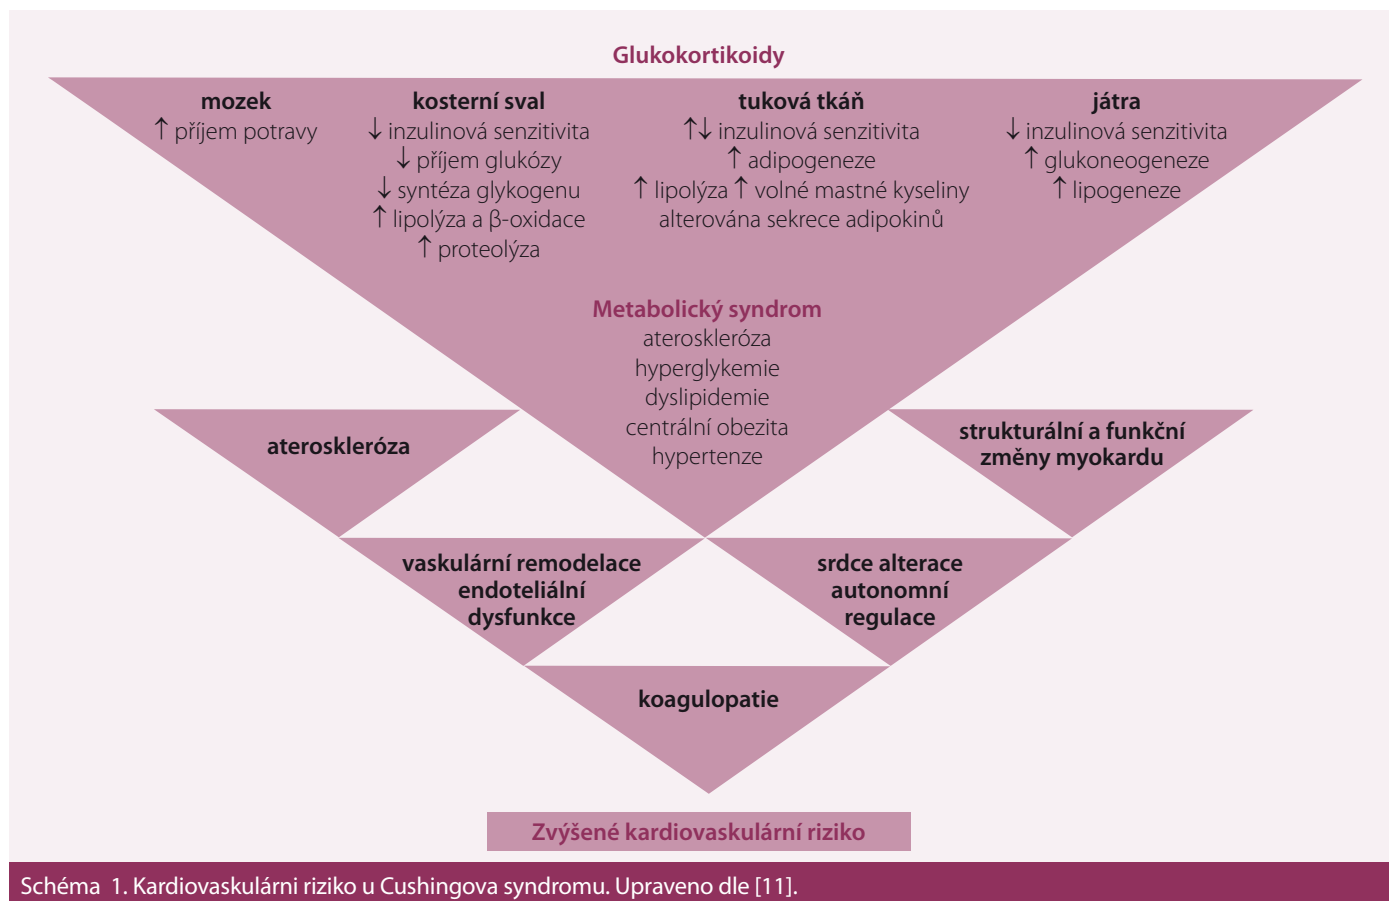 Glukokortikoidy
mozek
↑ příjem potravy
kosterní sval
↓ inzulinová senzitivita
↓ příjem glukózy
↓ syntéza glykogenu
↑ lipolýza a β-oxidace
↑ proteolýza
tuková tkáň
↑↓ inzulinová senzitivita
↑ adipogeneze
↑ lipolýza ↑ volné mastné kyseliny
alterována sekrece adipokinů
játra
↓ inzulinová senzitivita
↑ glukoneogeneze
↑ lipogeneze
Metabolický syndrom
ateroskleróza
hyperglykemie
dyslipidemie
centrální obezita
hypertenze
ateroskleróza
strukturální a funkční
změny myokardu
vaskulární remodelace
endoteliální
dysfunkce
srdce alterace
autonomní
regulace
koagulopatie
Zvýšené kardiovaskulární riziko
Schéma 1. Kardiovaskulárni riziko u Cushingova syndromu. Upraveno dle [11].